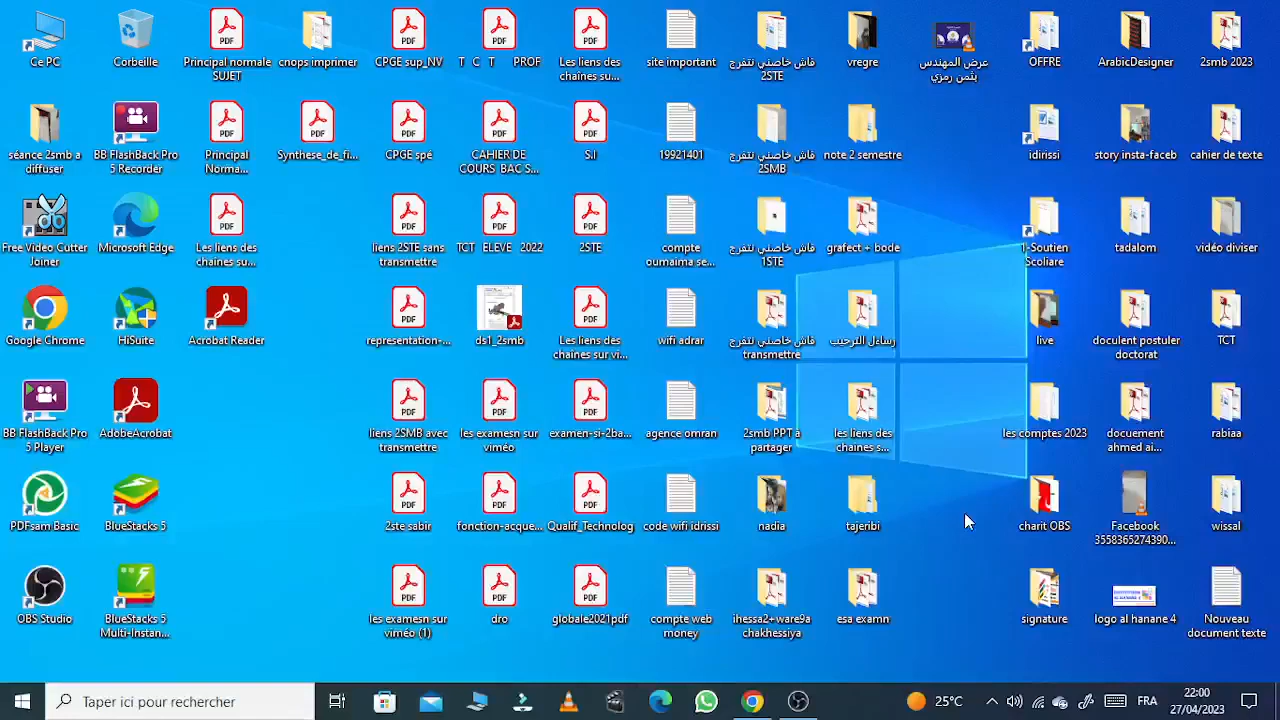 Ce PC
Corbeille
Principal normale
SUJET
cnops imprimer
CPGE sup_NV
T C T PROF
Les liens des
chaines su...
site important
فاش خاصني نتفرج
2STE
vregre
عرض المهندس
بثمن رمزي
OFFRE
ArabicDesigner
2smb 2023
séance 2smb a
diffuser
BB FlashBack Pro
5 Recorder
Principal
Norma...
Synthese_de_fi...
CPGE spé
CAHIER DE
COURS BAC S...
S.I
19921401
فاش خاصني نتفرج
2SMB
note 2 semestre
idirissi
story insta-faceb
cahier de texte
Free Video Cutter
Joiner
Microsoft Edge
Les liens des
chaines su...
liens 2STE sans
transmettre
TCT ELEVE 2022
2STE
compte
oumaima se...
فاش خاصني نتفرج
1STE
grafect + bode
1-Soutien
Scoliare
tadalom
vidéo diviser
Google Chrome
HiSuite
Acrobat Reader
representation-...
ds1_2smb
Les liens des
chaines sur vi...
wifi adrar
فاش خاصني نتفرج
transmettre
رسائل الترحيب
live
doculent postuler
doctorat
TCT
BB FlashBack Pro
5 Player
AdobeAcrobat
liens 2SMB avec
transmettre
les examesn sur
viméo
examen-si-2ba...
agence omran
2smb PPT à
partager
les liens des
chaines s...
les comptes 2023
docuement
ahmed ai...
rabiaa
PDFsam Basic
BlueStacks 5
2ste sabir
fonction-acque...
Qualif_Technolog
code wifi idrissi
nadia
tajeribi
charit OBS
Facebook
3558365274390...
wissal
OBS Studio
BlueStacks 5
Multi-Instan...
les examesn sur
viméo (1)
dro
globale2021pdf
compte web
money
ihessa2+ware9a
chakhessiya
esa examn
signature
logo al hanane 4
Nouveau
document texte
Taper ici pour rechercher
25°C
FRA
22:00
27/04/2023